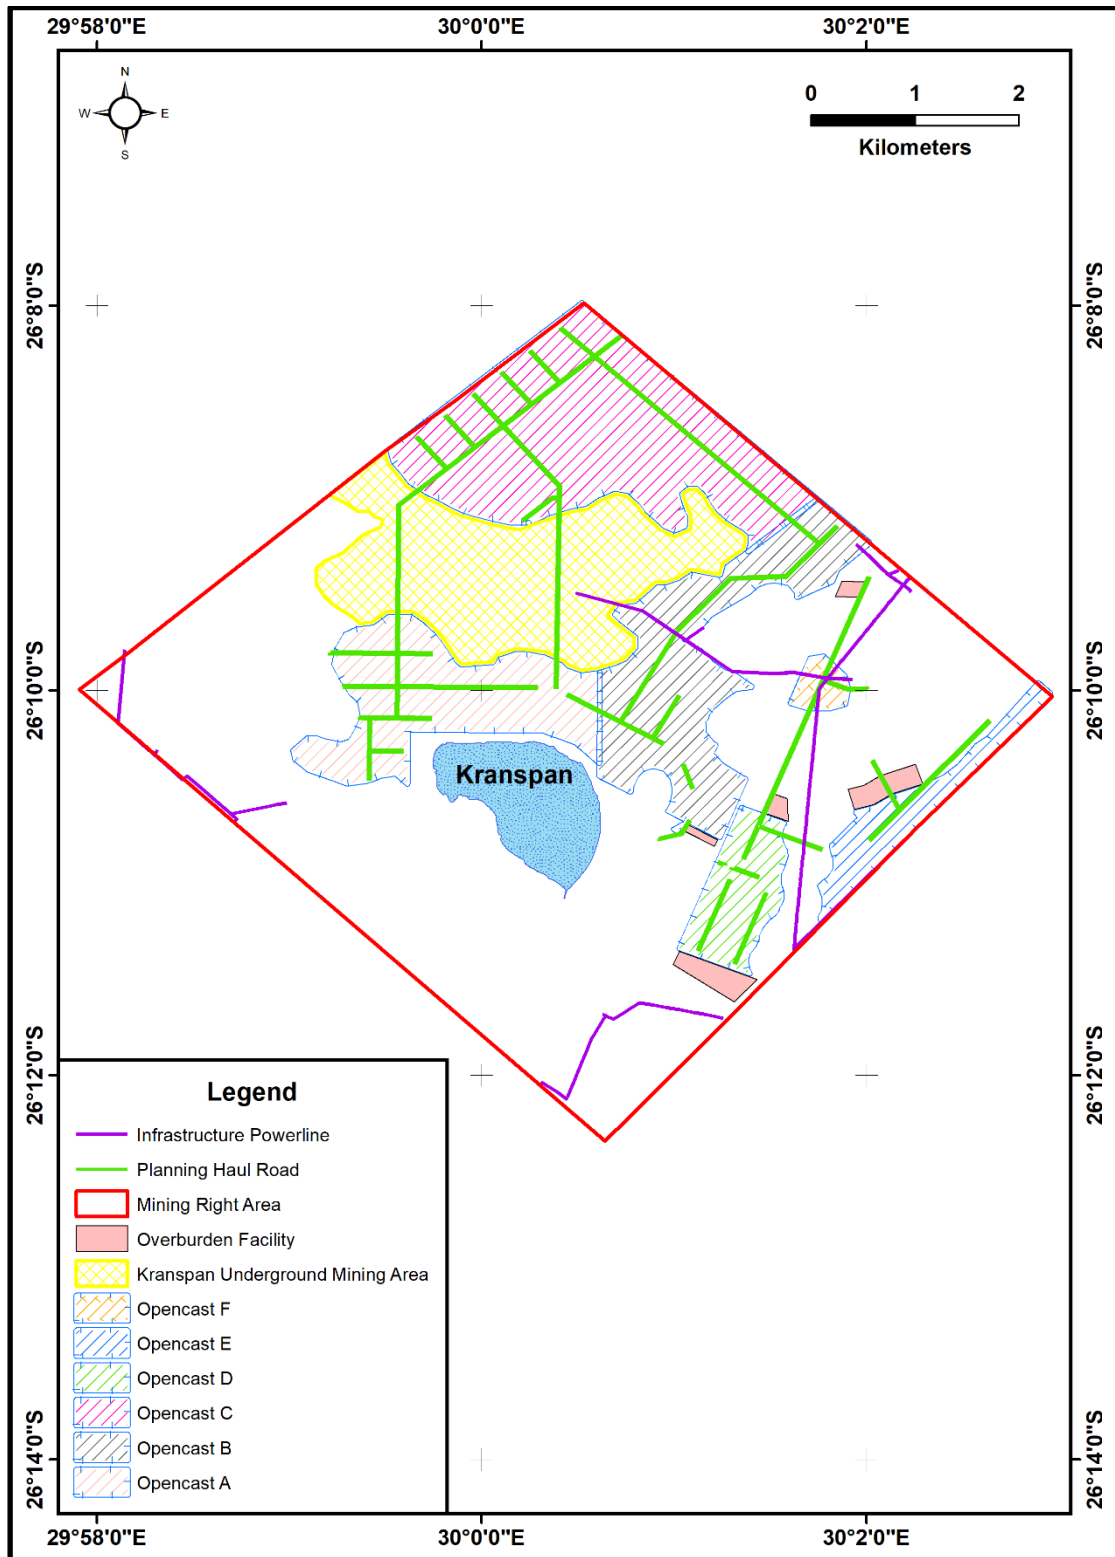 29°58'0"E 30°0'0"E 30°2'0"E
N
W E
S
0 1 2
Kilometers
26°8'0"S 26°8'0"S
26°10'0"S 26°10'0"S
Kranspan
26°12'0"S 26°12'0"S
Legend
Infrastructure Powerline
Planning Haul Road
Mining Right Area
Overburden Facility
Kranspan Underground Mining Area
Opencast F
Opencast E
Opencast D
Opencast C
Opencast B
Opencast A
26°14'0"S 26°14'0"S
29°58'0"E 30°0'0"E 30°2'0"E